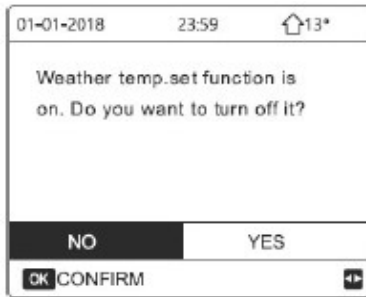 01-01-2018 23:59 13°
Weather temp.set function is
on. Do you want to turn off it?
NO YES
OK CONFIRM